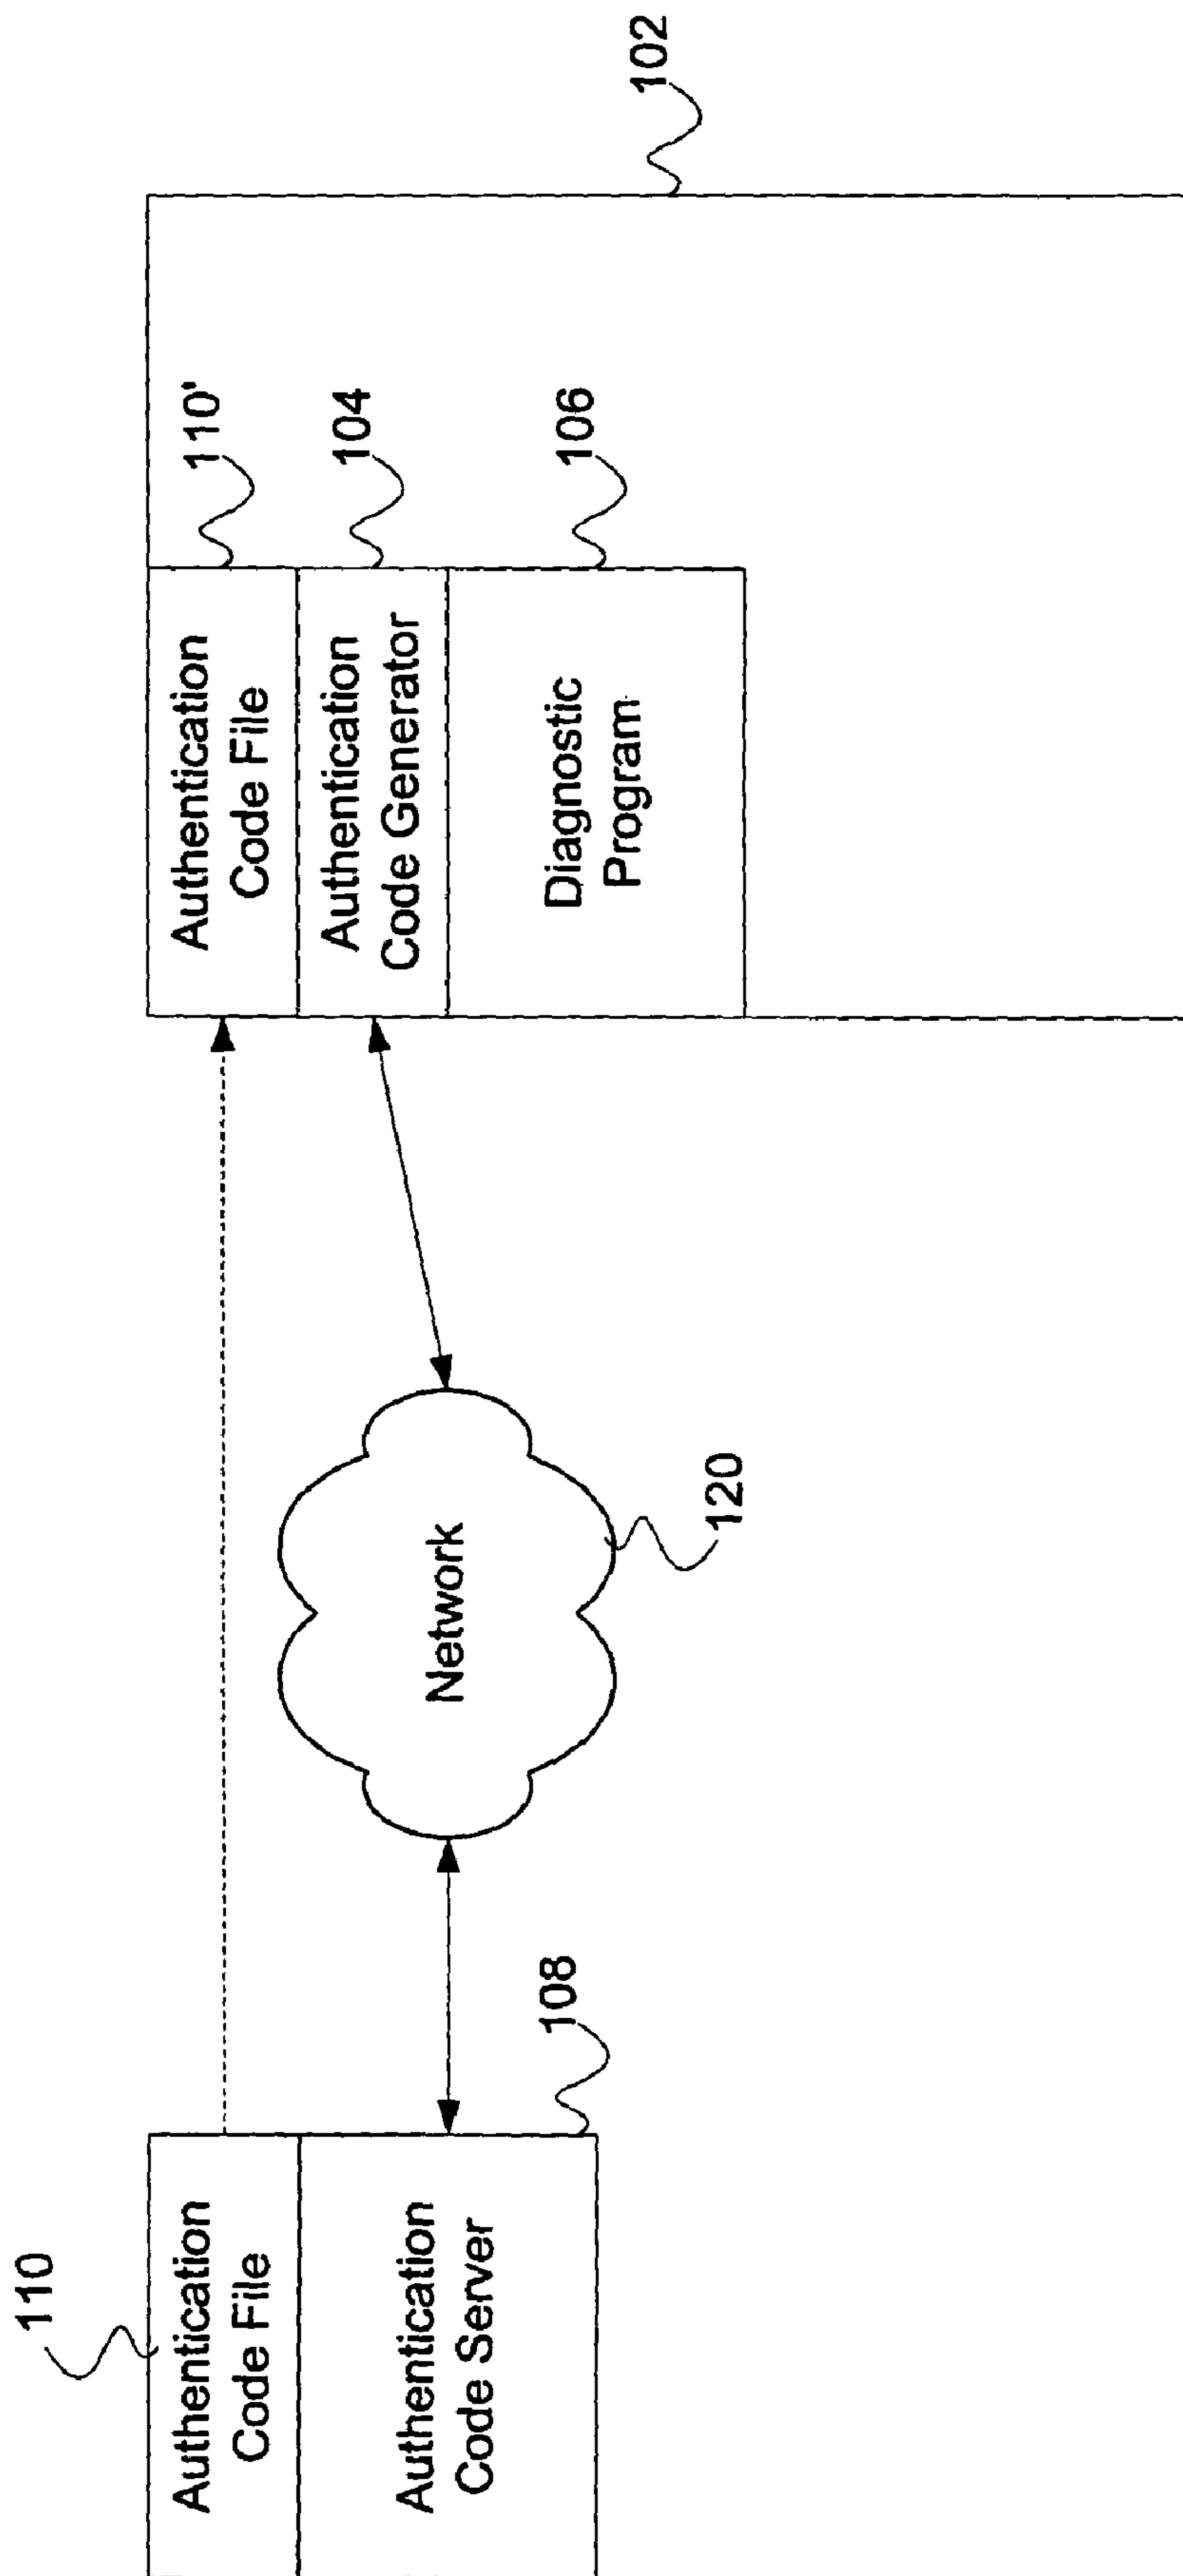 110
Authentication
Code File
Authentication
Code Server
108
Network
120
Authentication
Code File
110'
Authentication
Code Generator
104
Diagnostic
Program
106
102